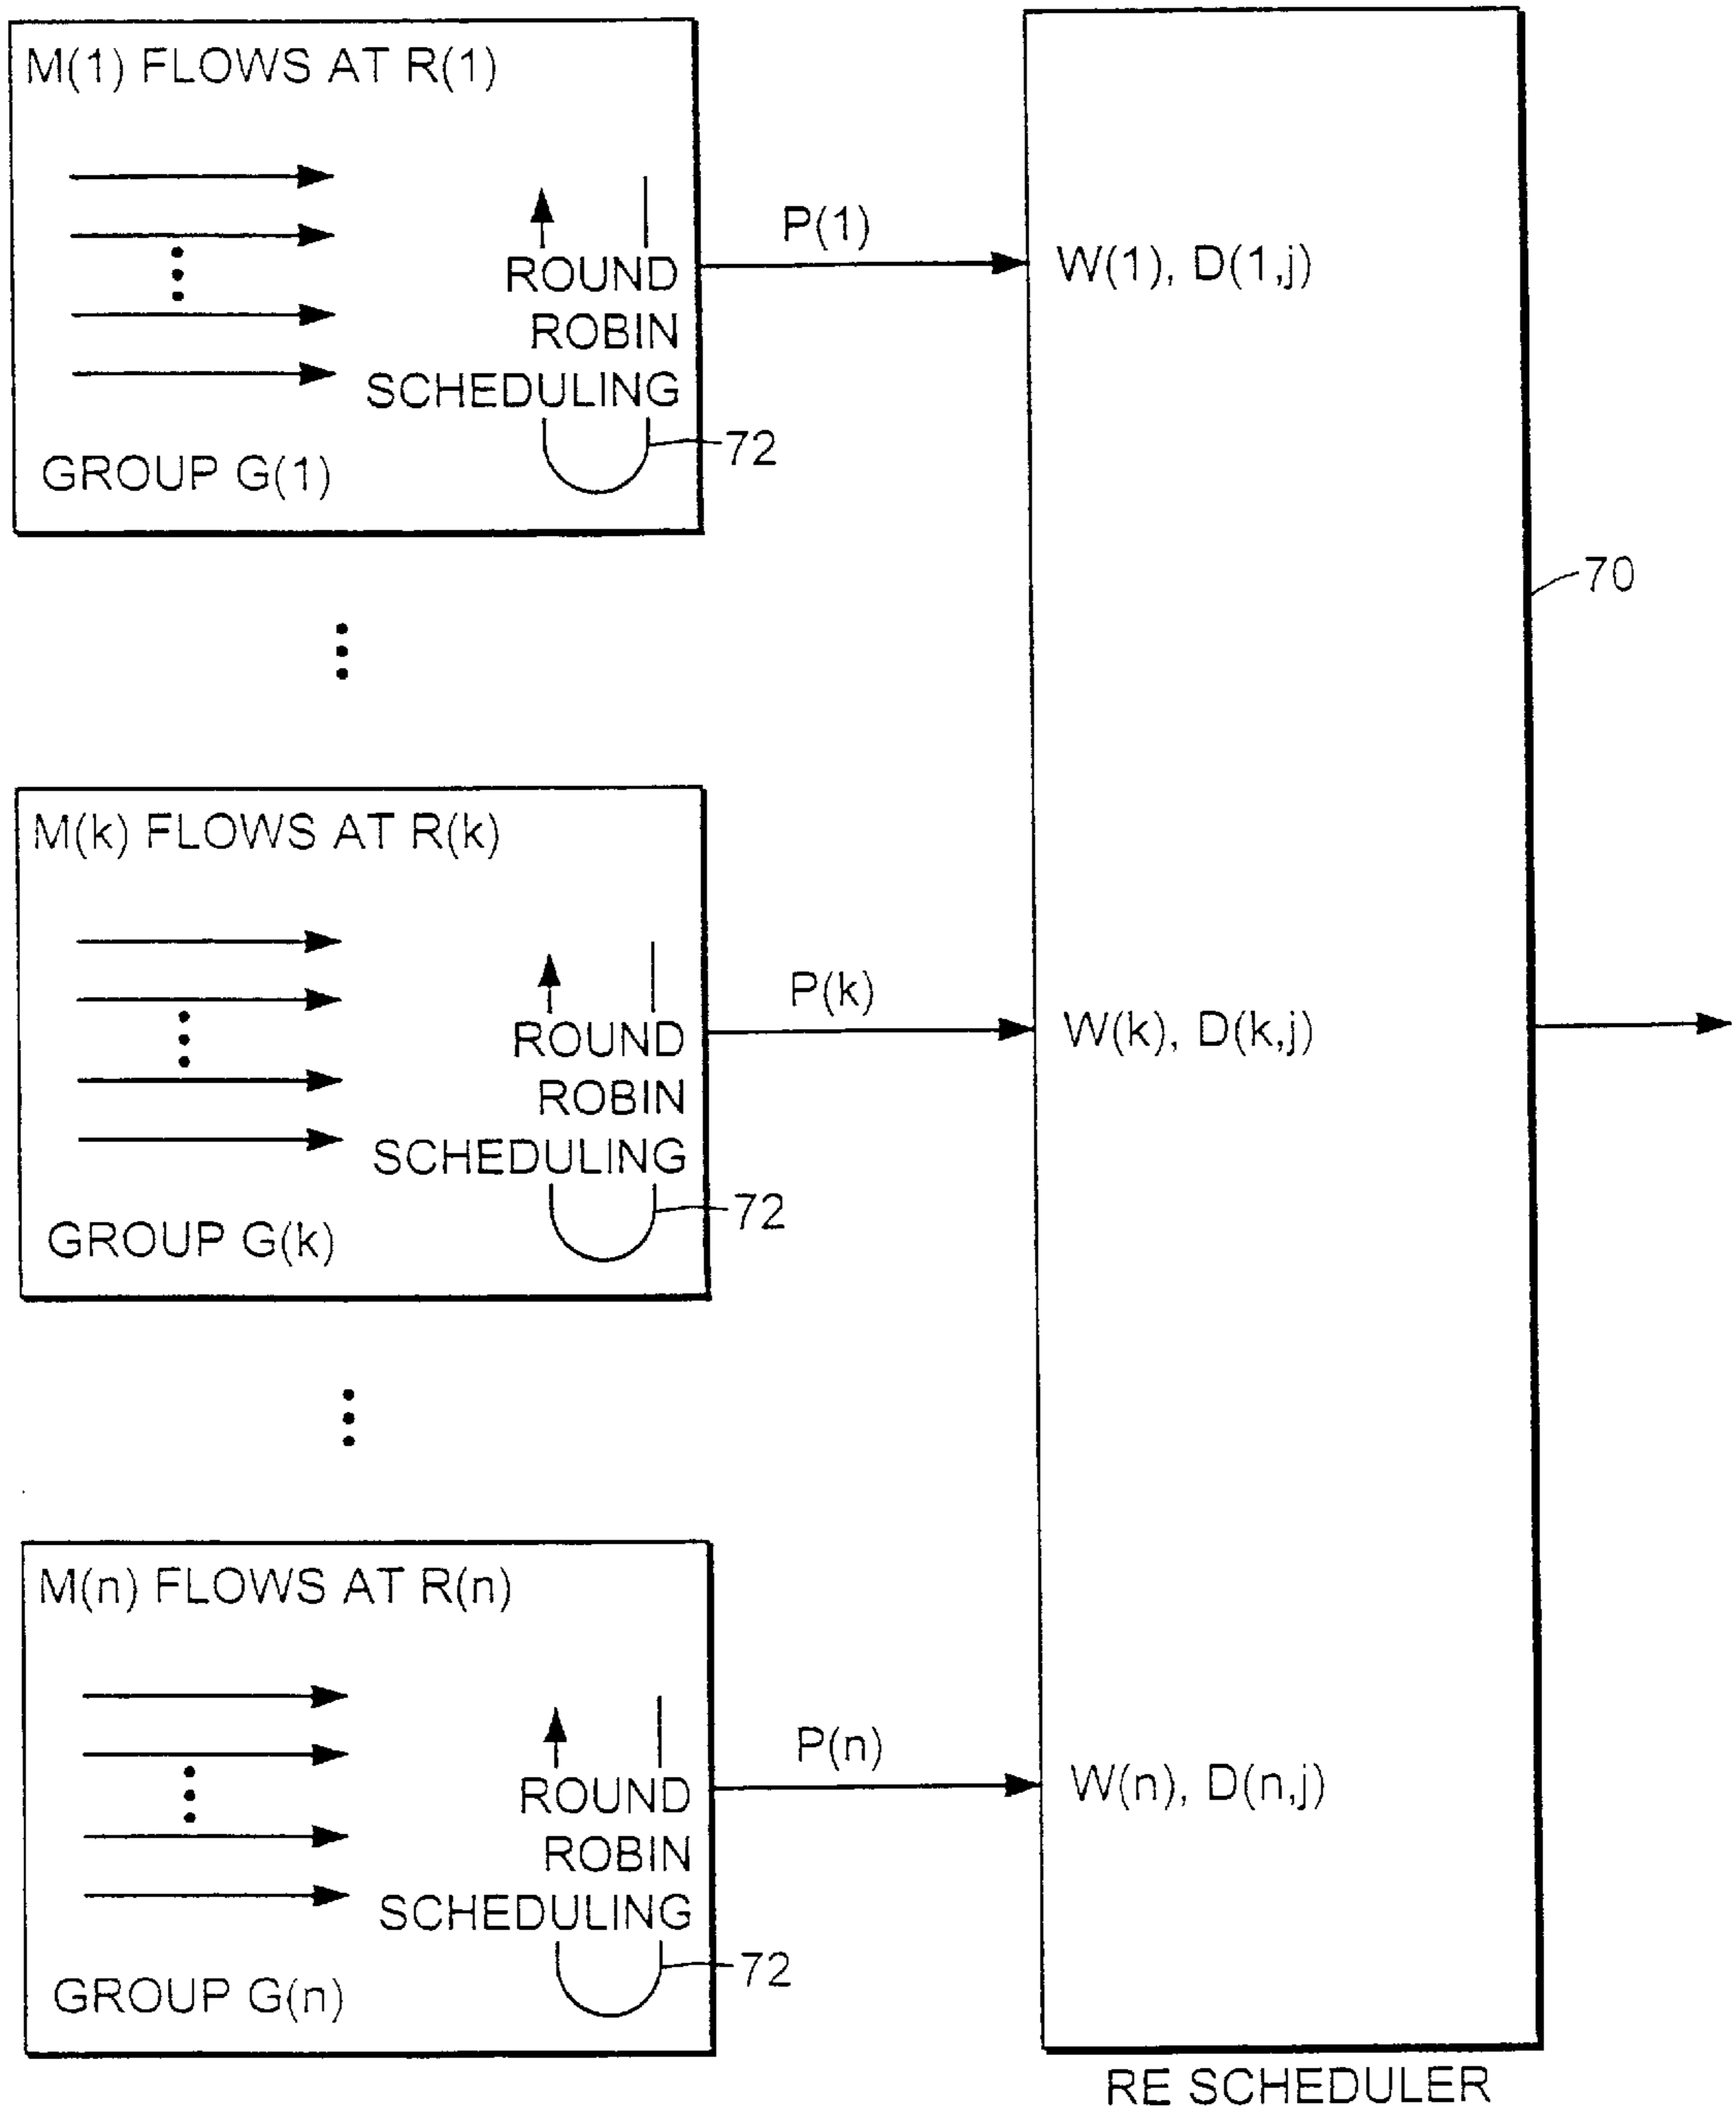 M(1) FLOWS AT R(1)
P(1)
W(1), D(1,j)
ROUND
ROBIN
SCHEDULING
72
GROUP G(1)
70
M(k) FLOWS AT R(k)
P(k)
W(k), D(k,j)
ROUND
ROBIN
SCHEDULING
72
GROUP G(k)
M(n) FLOWS AT R(n)
P(n)
W(n), D(n,j)
ROUND
ROBIN
SCHEDULING
72
GROUP G(n)
RE SCHEDULER